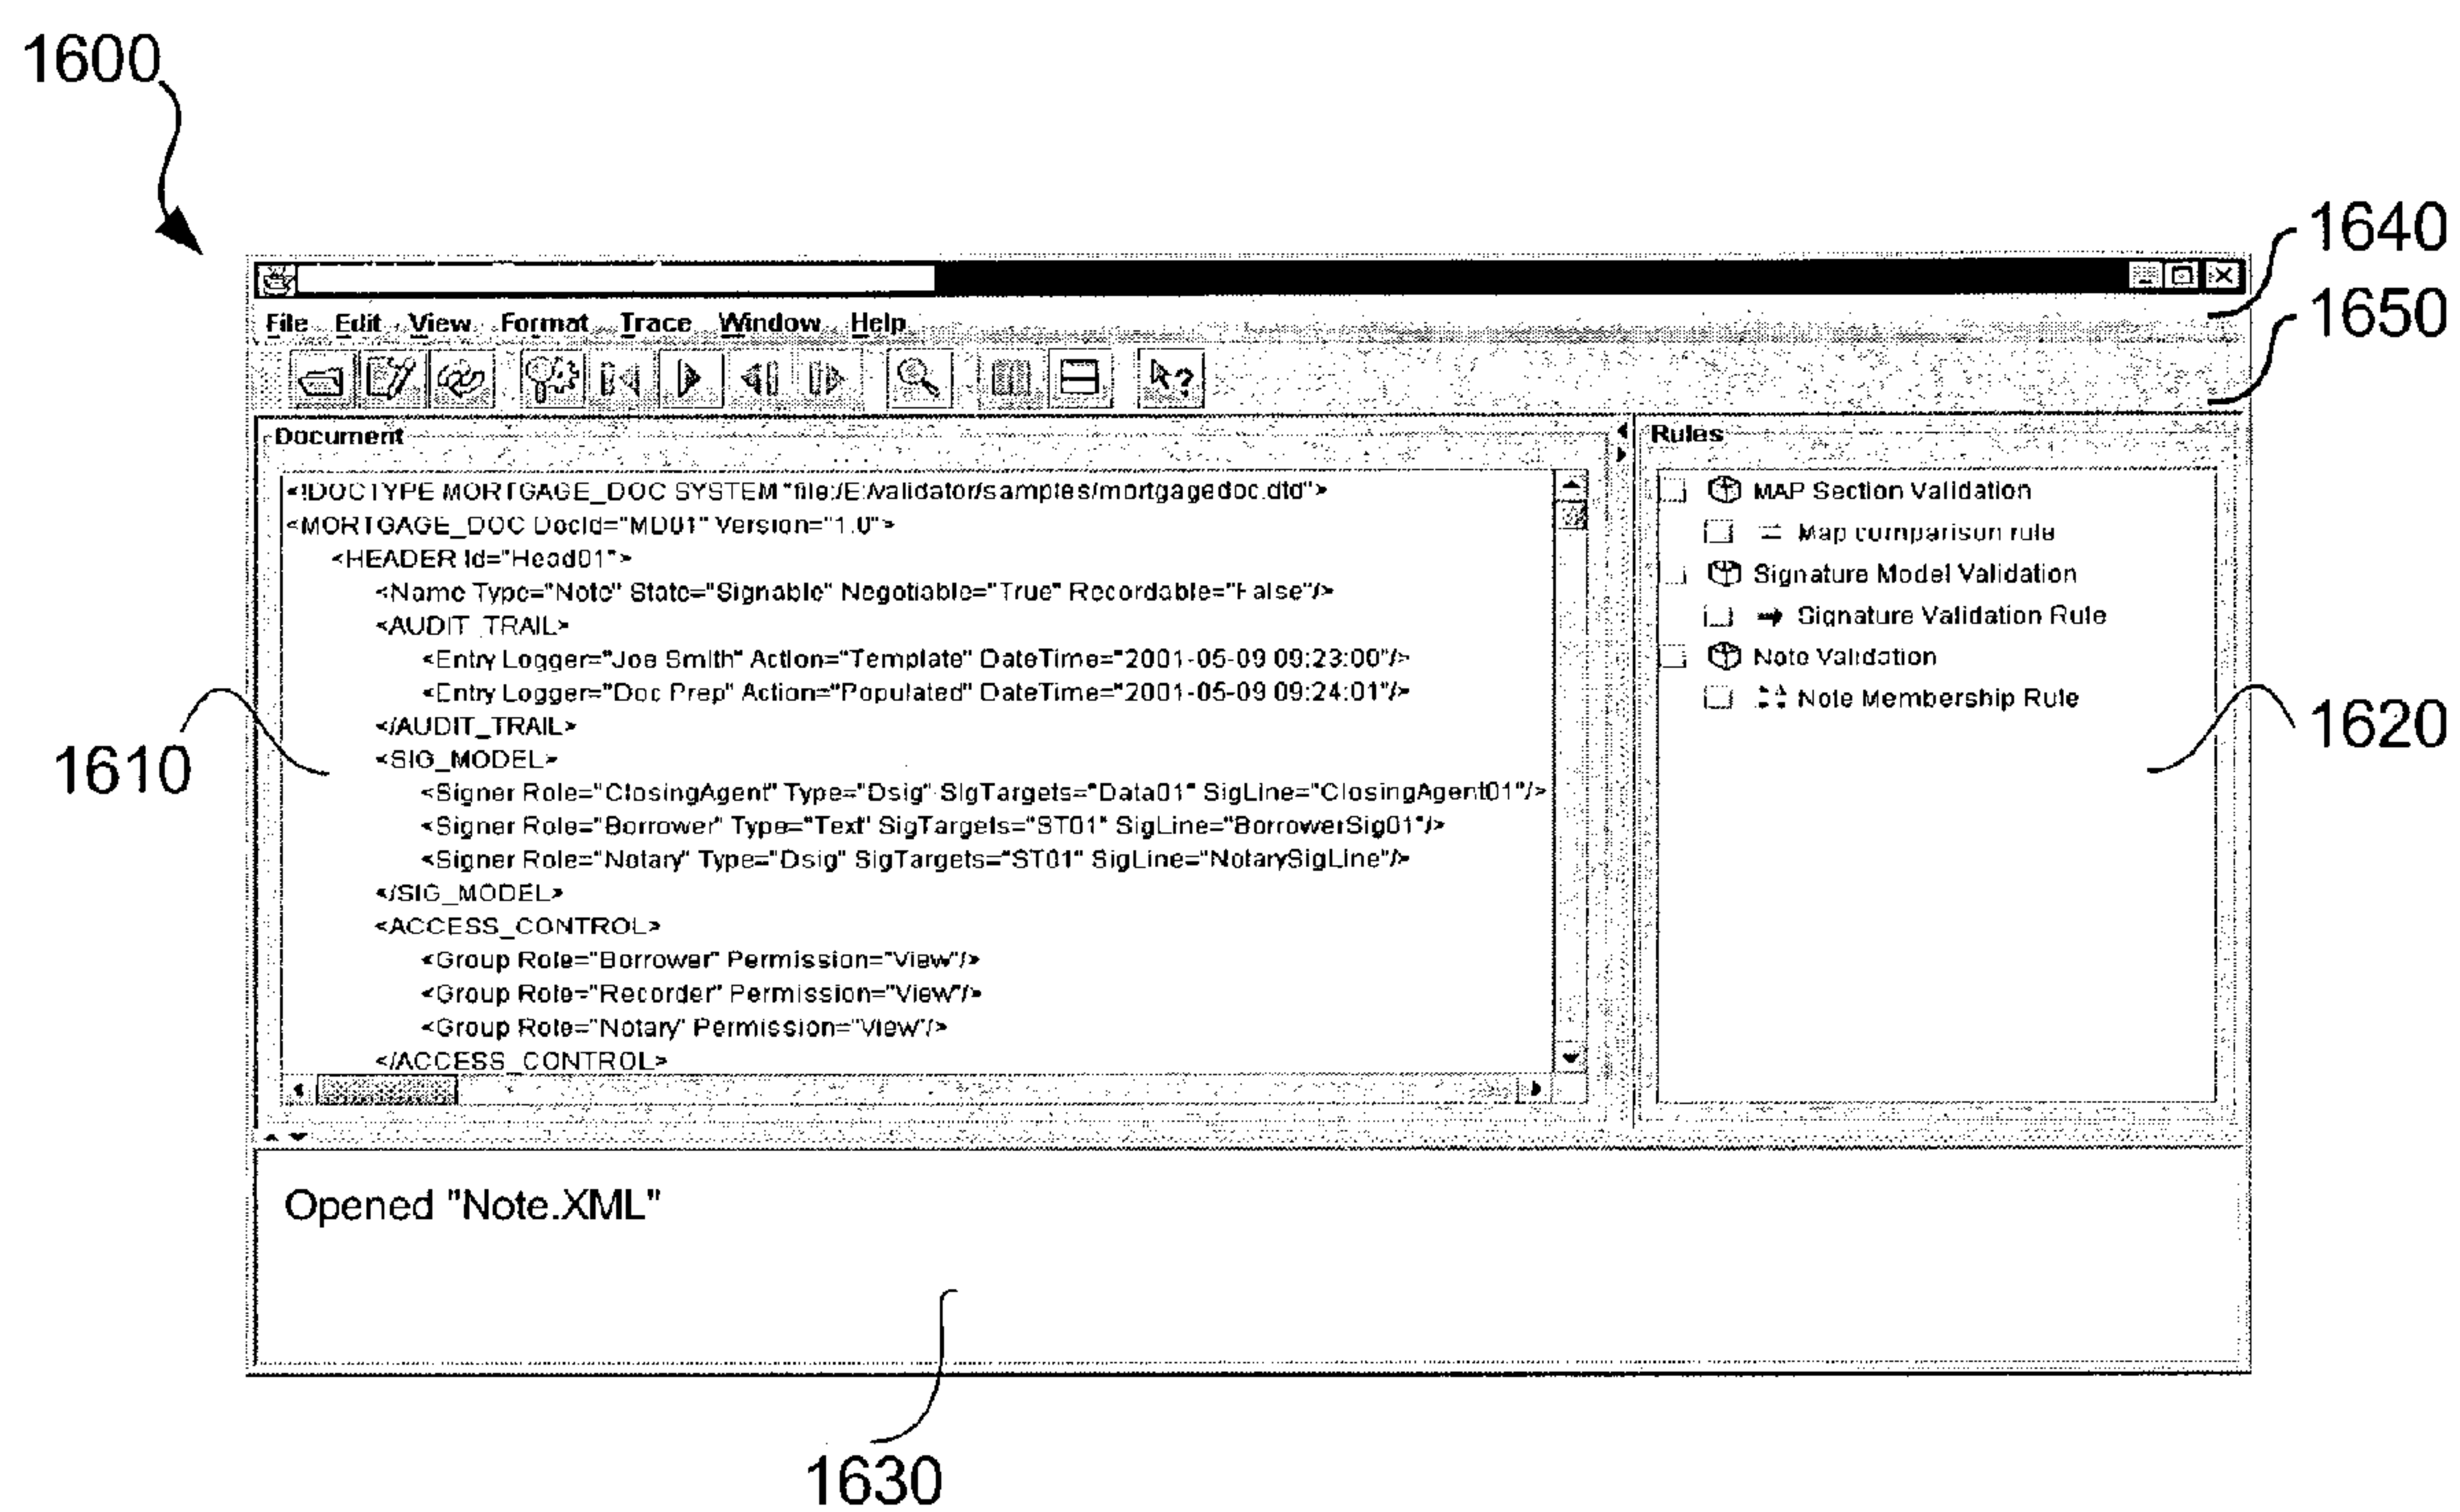 1600
1640
1650
File Edit View Format Trace Window Help
Document
<!DOCTYPE MORTGAGE_DOC SYSTEM "file:/E:/validator/samples/mortgagedoc.dtd">
<MORTGAGE_DOC DocId="MD01" Version="1.0">
<HEADER Id="Head01">
<Name Type="Note" State="Signable" Negotiable="True" Recordable="False"/>
<AUDIT_TRAIL>
<Entry Logger="Joe Smith" Action="Template" DateTime="2001-05-09 09:23:00"/>
<Entry Logger="Doc Prep" Action="Populated" DateTime="2001-05-09 09:24:01"/>
</AUDIT_TRAIL>
<SIG_MODEL>
<Signer Role="ClosingAgent" Type="Dsig" SigTargets="Data01" SigLine="ClosingAgent01"/>
<Signer Role="Borrower" Type="Text" SigTargets="ST01" SigLine="BorrowerSig01"/>
<Signer Role="Notary" Type="Dsig" SigTargets="ST01" SigLine="NotarySigLine"/>
</SIG_MODEL>
<ACCESS_CONTROL>
<Group Role="Borrower" Permission="View"/>
<Group Role="Recorder" Permission="View"/>
<Group Role="Notary" Permission="View"/>
</ACCESS_CONTROL>
Rules
MAP Section Validation
= Map comparison rule
Signature Model Validation
Signature Validation Rule
Note Validation
Note Membership Rule
1610
1620
Opened "Note.XML"
1630